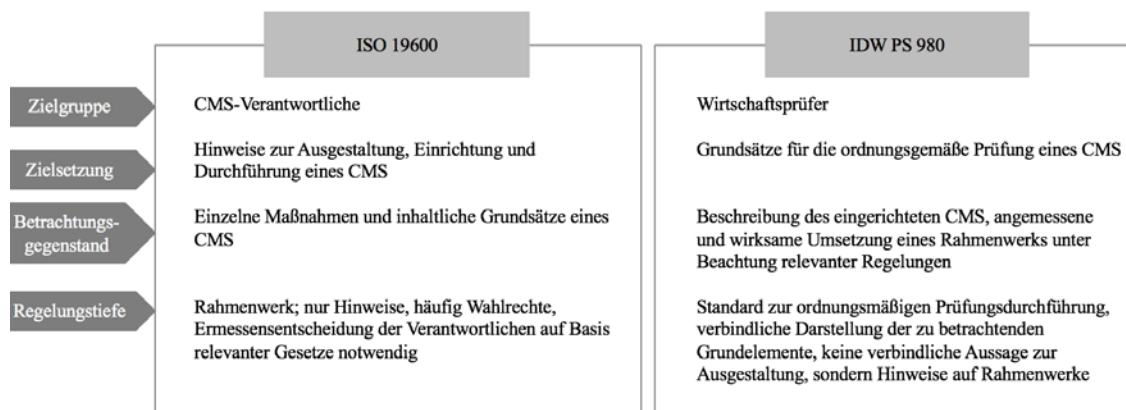 ISO 19600
IDW PS 980
Zielgruppe
CMS-Verantwortliche
Wirtschaftsprüfer
Zielsetzung
Hinweise zur Ausgestaltung, Einrichtung und
Durchführung eines CMS
Grundsätze für die ordnungsgemäße Prüfung eines CMS
Betrachtungs-
gegenstand
Einzelne Maßnahmen und inhaltliche Grundsätze eines
CMS
Beschreibung des eingerichteten CMS, angemessene
und wirksame Umsetzung eines Rahmenwerks unter
Beachtung relevanter Regelungen
Regelungstiefe
Rahmenwerk; nur Hinweise, häufig Wahlrechte,
Ermessensentscheidung der Verantwortlichen auf Basis
relevanter Gesetze notwendig
Standard zur ordnungsmäßigen Prüfungsdurchführung,
verbindliche Darstellung der zu betrachtenden
Grundelemente, keine verbindliche Aussage zur
Ausgestaltung, sondern Hinweise auf Rahmenwerke